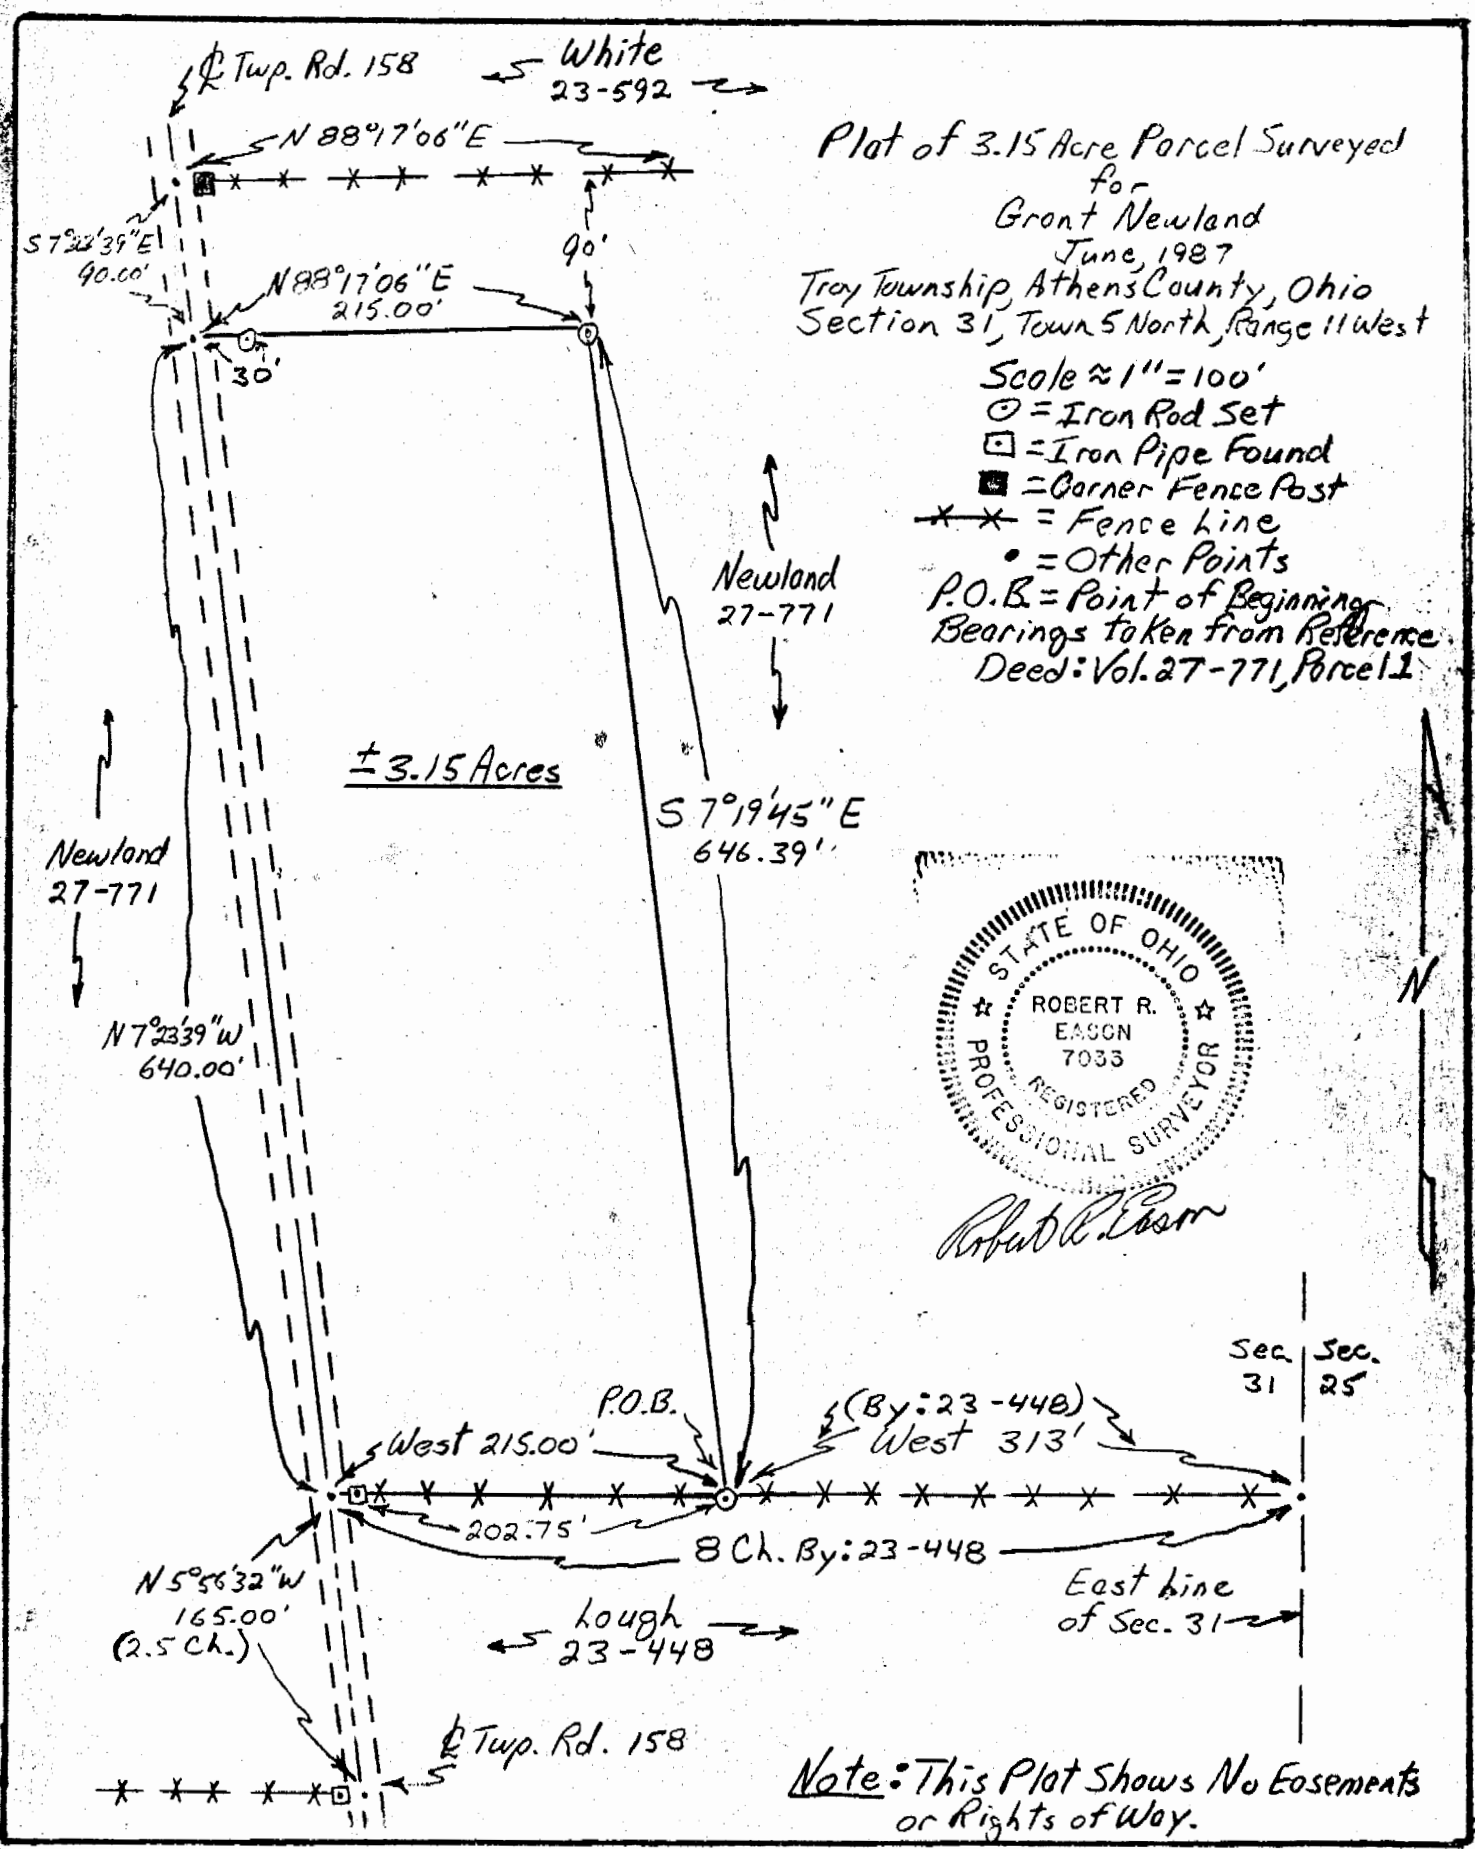 ℄ Twp. Rd. 158
White
23-592
N 88°17'06" E
S 7°23'39" E
90.00'
90'
N 88°17'06" E
215.00'
30'
Plat of 3.15 Acre Parcel Surveyed
for
Grant Newland
June, 1987
Troy Township, Athens County, Ohio
Section 31, Town 5 North, Range 11 West
Scale ≈ 1" = 100'
⊙ = Iron Rod Set
⊡ = Iron Pipe Found
■ = Corner Fence Post
-x-x- = Fence Line
• = Other Points
P.O.B. = Point of Beginning
Bearings taken from Reference
Deed: Vol. 27-771, Parcel 1
Newland
27-771
± 3.15 Acres
S 7°19'45" E
646.39'
Newland
27-771
N 7°23'39" W
640.00'
STATE OF OHIO
ROBERT R.
EASON
7033
REGISTERED
PROFESSIONAL SURVEYOR
Robert R. Eason
N
Sec. 31
Sec. 25
P.O.B.
(By: 23-448)
West 215.00'
West 313'
202.75'
8 Ch. By: 23-448
N 5°56'32" W
165.00'
(2.5 Ch.)
Lough
23-448
East Line
of Sec. 31
℄ Twp. Rd. 158
Note: This Plat Shows No Easements
or Rights of Way.